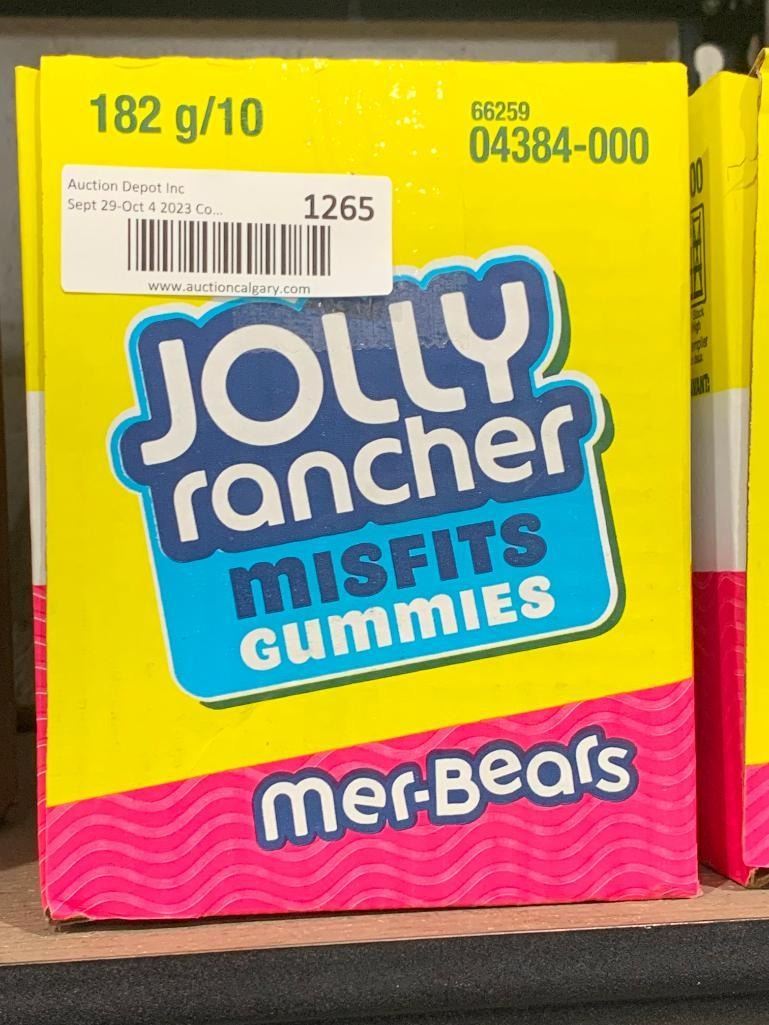 182 g/10
66259
04384-000
Auction Depot Inc
Sept 29-Oct 4 2023 Co...
1265
www.auctioncalgary.com
JOLLY
rancher
MISFITS
GUMMIES
mer-Bears
00